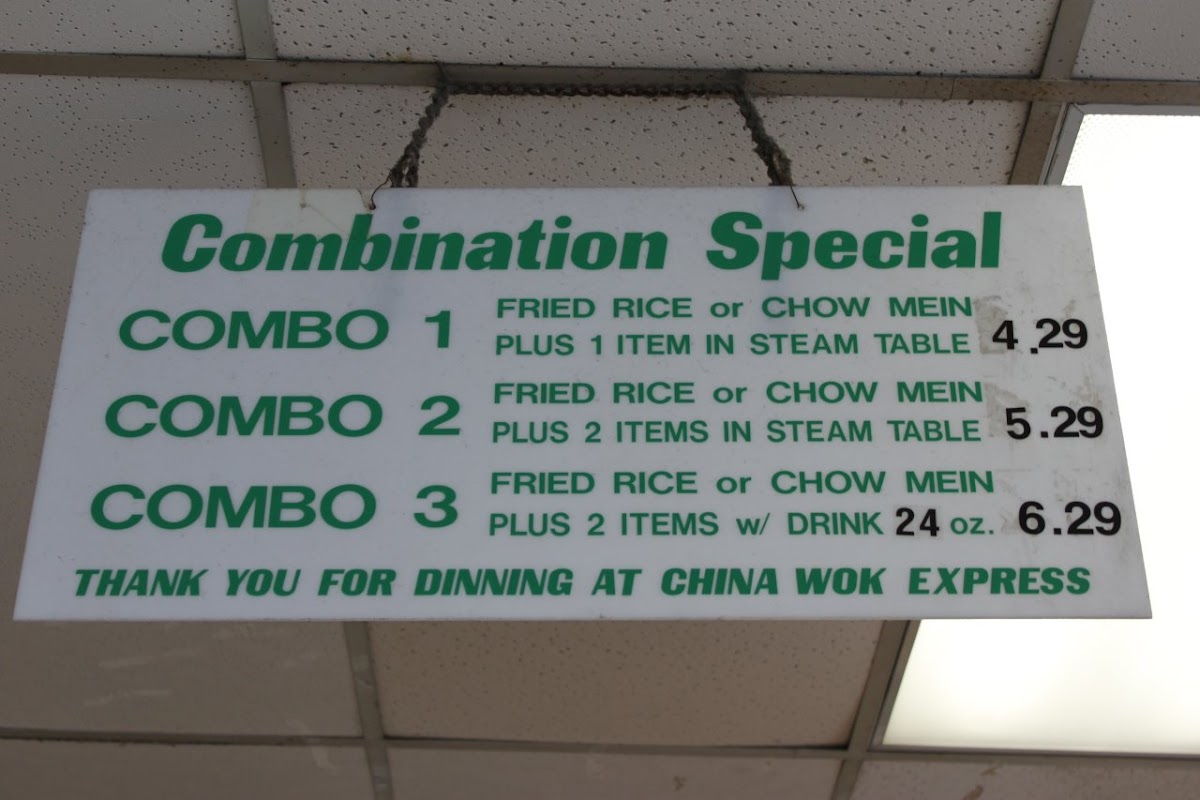 Combination Special
COMBO 1 FRIED RICE or CHOW MEIN
PLUS 1 ITEM IN STEAM TABLE 4.29
COMBO 2 FRIED RICE or CHOW MEIN
PLUS 2 ITEMS IN STEAM TABLE 5.29
COMBO 3 FRIED RICE or CHOW MEIN
PLUS 2 ITEMS w/ DRINK 24 oz. 6.29
THANK YOU FOR DINNING AT CHINA WOK EXPRESS